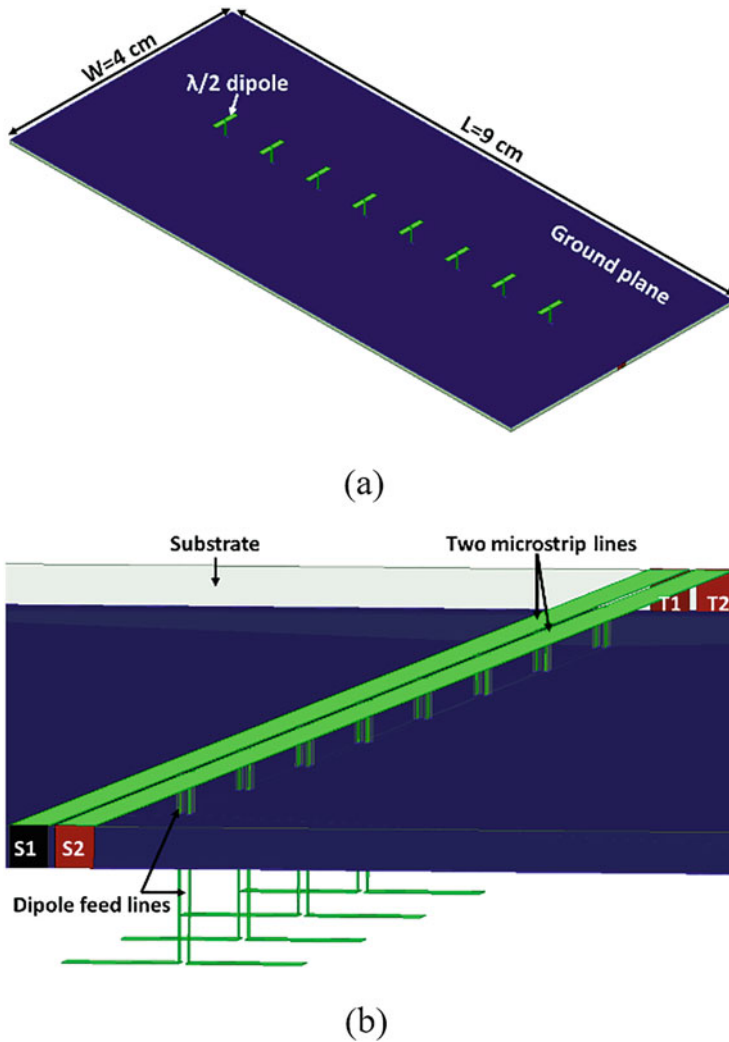 W=4 cm
λ/2 dipole
L=9 cm
Ground plane
(a)
Substrate
Two microstrip lines
T1 T2
S1 S2
Dipole feed lines
(b)